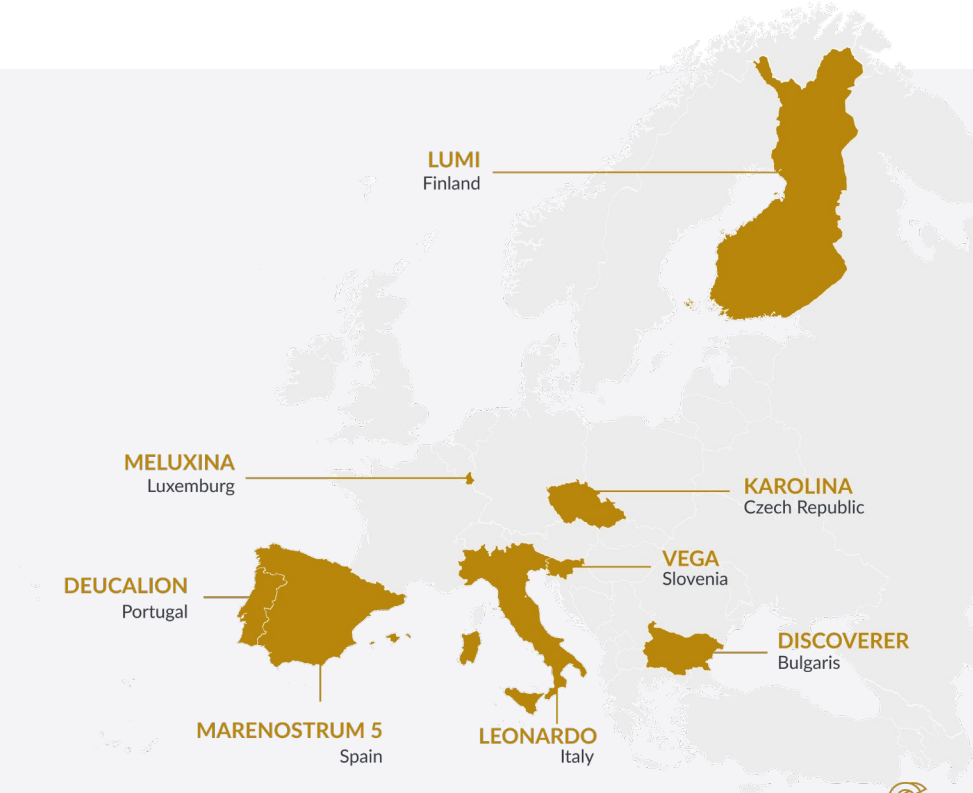 LUMI
Finland
MELUXINA
Luxemburg
KAROLINA
Czech Republic
VEGA
Slovenia
DEUCALION
Portugal
DISCOVERER
Bulgaris
MARENOSTRUM 5
Spain
LEONARDO
Italy